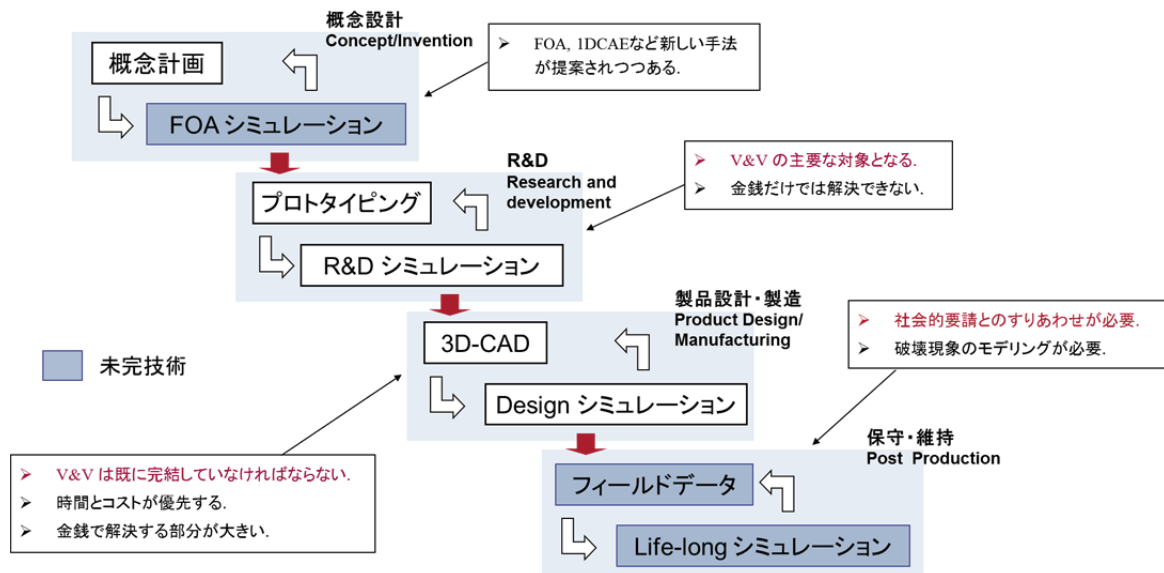 概念設計
Concept/Invention
概念計画
FOA シミュレーション
➢ FOA, 1DCAEなど新しい手法
が提案されつつある.
R&D
Research and
development
プロトタイピング
R&D シミュレーション
➢ V&V の主要な対象となる.
➢ 金銭だけでは解決できない.
製品設計・製造
Product Design/
Manufacturing
3D-CAD
Design シミュレーション
➢ 社会的要請とのすりあわせが必要.
➢ 破壊現象のモデリングが必要.
未完技術
➢ V&V は既に完結していなければならない.
➢ 時間とコストが優先する.
➢ 金銭で解決する部分が大きい.
保守・維持
Post Production
フィールドデータ
Life-long シミュレーション